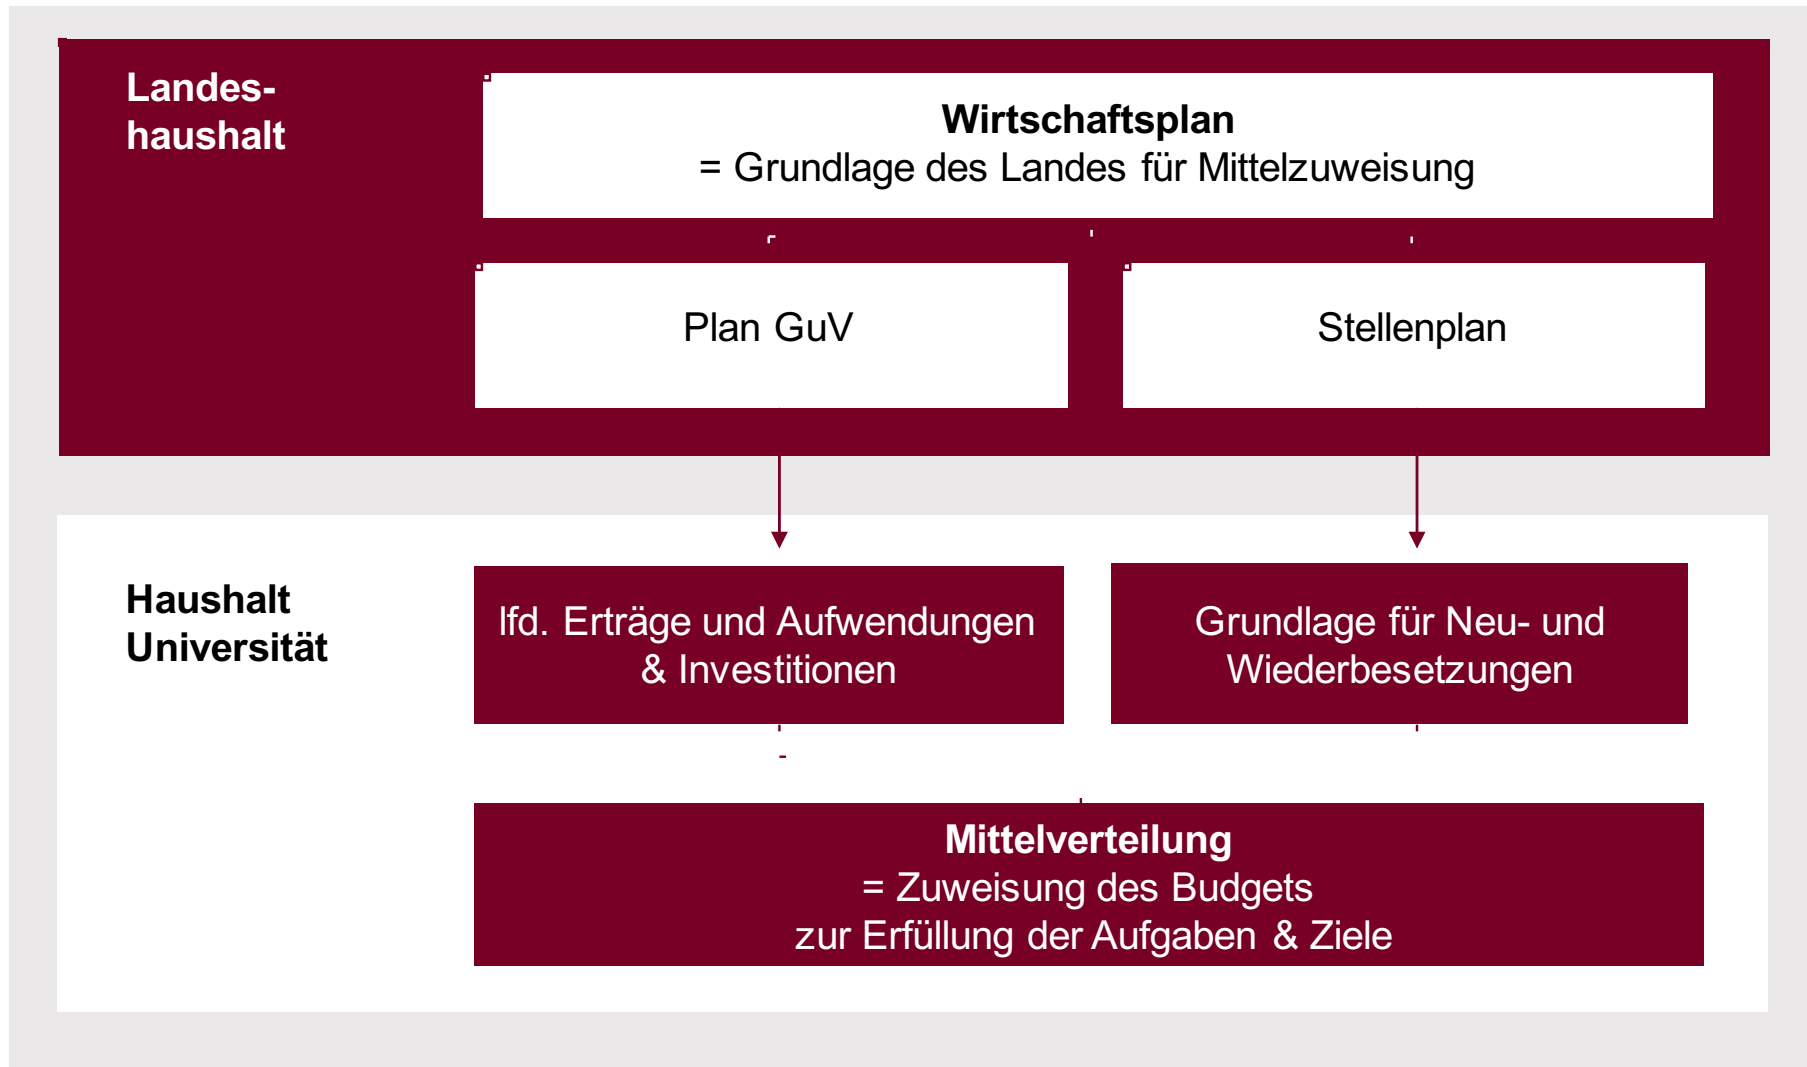 Landes-
haushalt
Wirtschaftsplan
= Grundlage des Landes für Mittelzuweisung
Plan GuV
Stellenplan
Haushalt
Universität
lfd. Erträge und Aufwendungen
& Investitionen
Grundlage für Neu- und
Wiederbesetzungen
Mittelverteilung
= Zuweisung des Budgets
zur Erfüllung der Aufgaben & Ziele